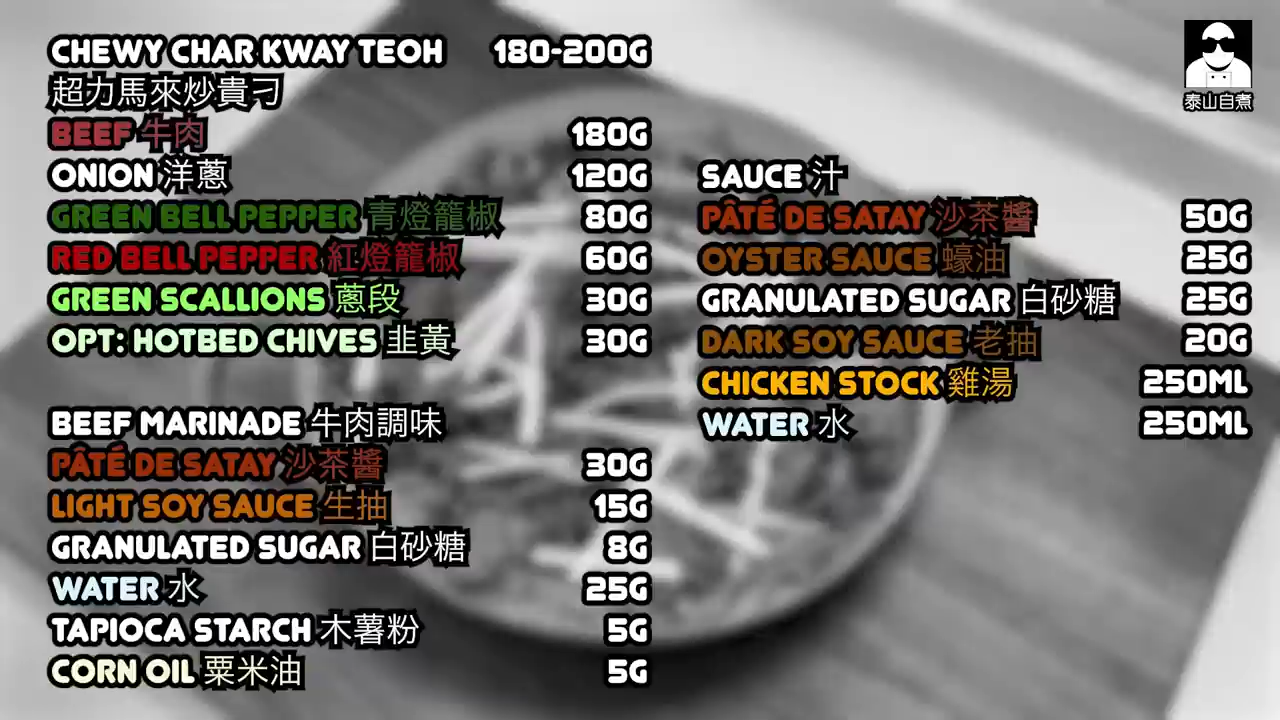 CHEWY CHAR KWAY TEOH 180-200G
超力馬來炒貴刁
BEEF 牛肉 180G
ONION 洋蔥 120G
GREEN BELL PEPPER 青燈籠椒 80G
RED BELL PEPPER 紅燈籠椒 60G
GREEN SCALLIONS 蔥段 30G
OPT: HOTBED CHIVES 韭黃 30G
BEEF MARINADE 牛肉調味
PÂTÉ DE SATAY 沙茶醬 30G
LIGHT SOY SAUCE 生抽 15G
GRANULATED SUGAR 白砂糖 8G
WATER 水 25G
TAPIOCA STARCH 木薯粉 5G
CORN OIL 粟米油 5G
泰山自煮
SAUCE 汁
PÂTÉ DE SATAY 沙茶醬 50G
OYSTER SAUCE 蠔油 25G
GRANULATED SUGAR 白砂糖 25G
DARK SOY SAUCE 老抽 20G
CHICKEN STOCK 雞湯 250ML
WATER 水 250ML